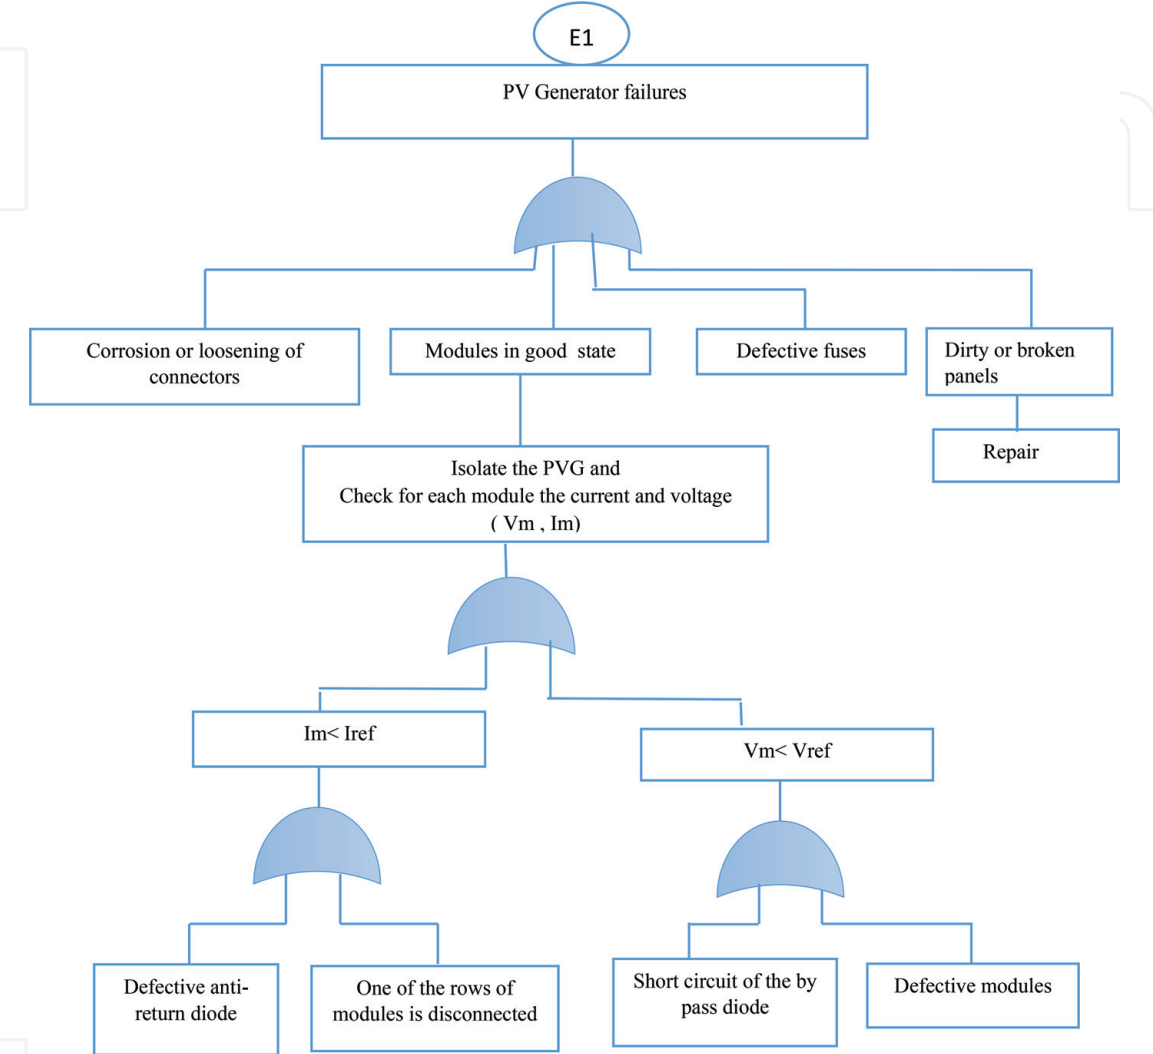 E1
PV Generator failures
Corrosion or loosening of
connectors
Modules in good state
Defective fuses
Dirty or broken
panels
Repair
Isolate the PVG and
Check for each module the current and voltage
( Vm , Im)
Im< Iref
Vm< Vref
Defective anti-
return diode
One of the rows of
modules is disconnected
Short circuit of the by
pass diode
Defective modules